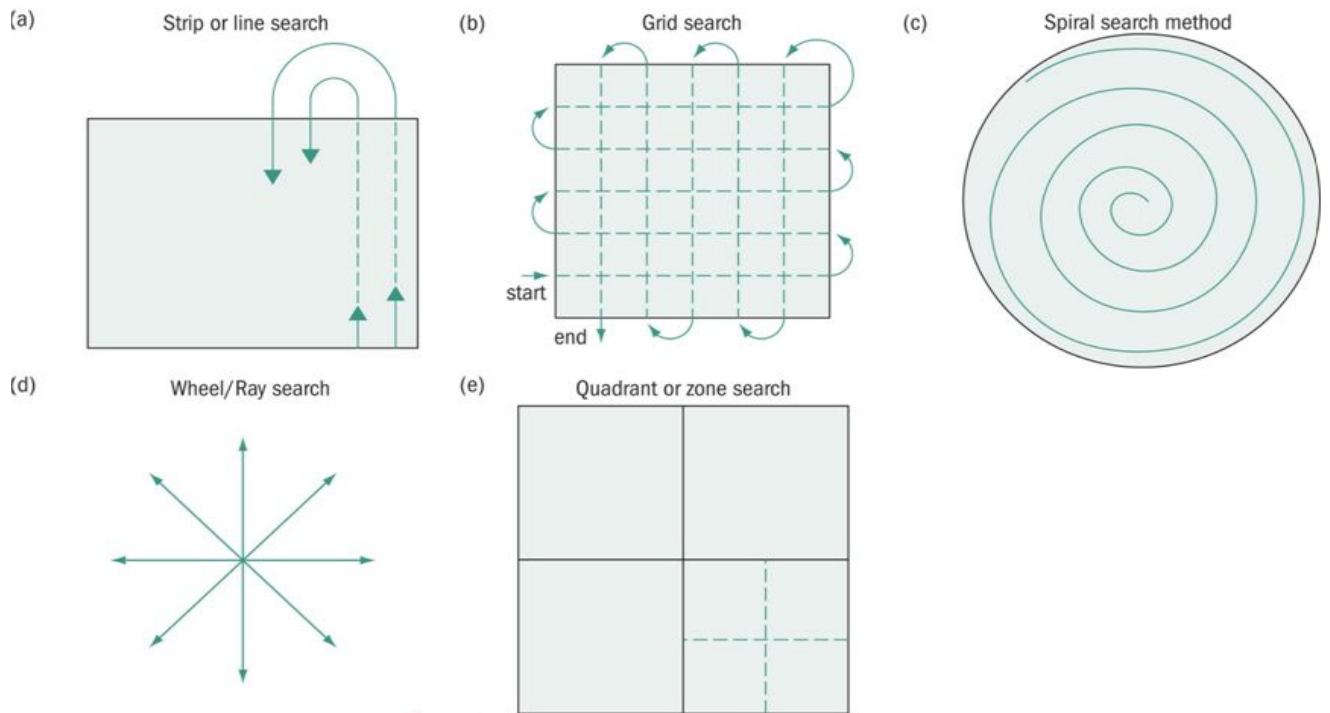 (a)
Strip or line search
(b)
Grid search
start
end
(c)
Spiral search method
(d)
Wheel/Ray search
(e)
Quadrant or zone search